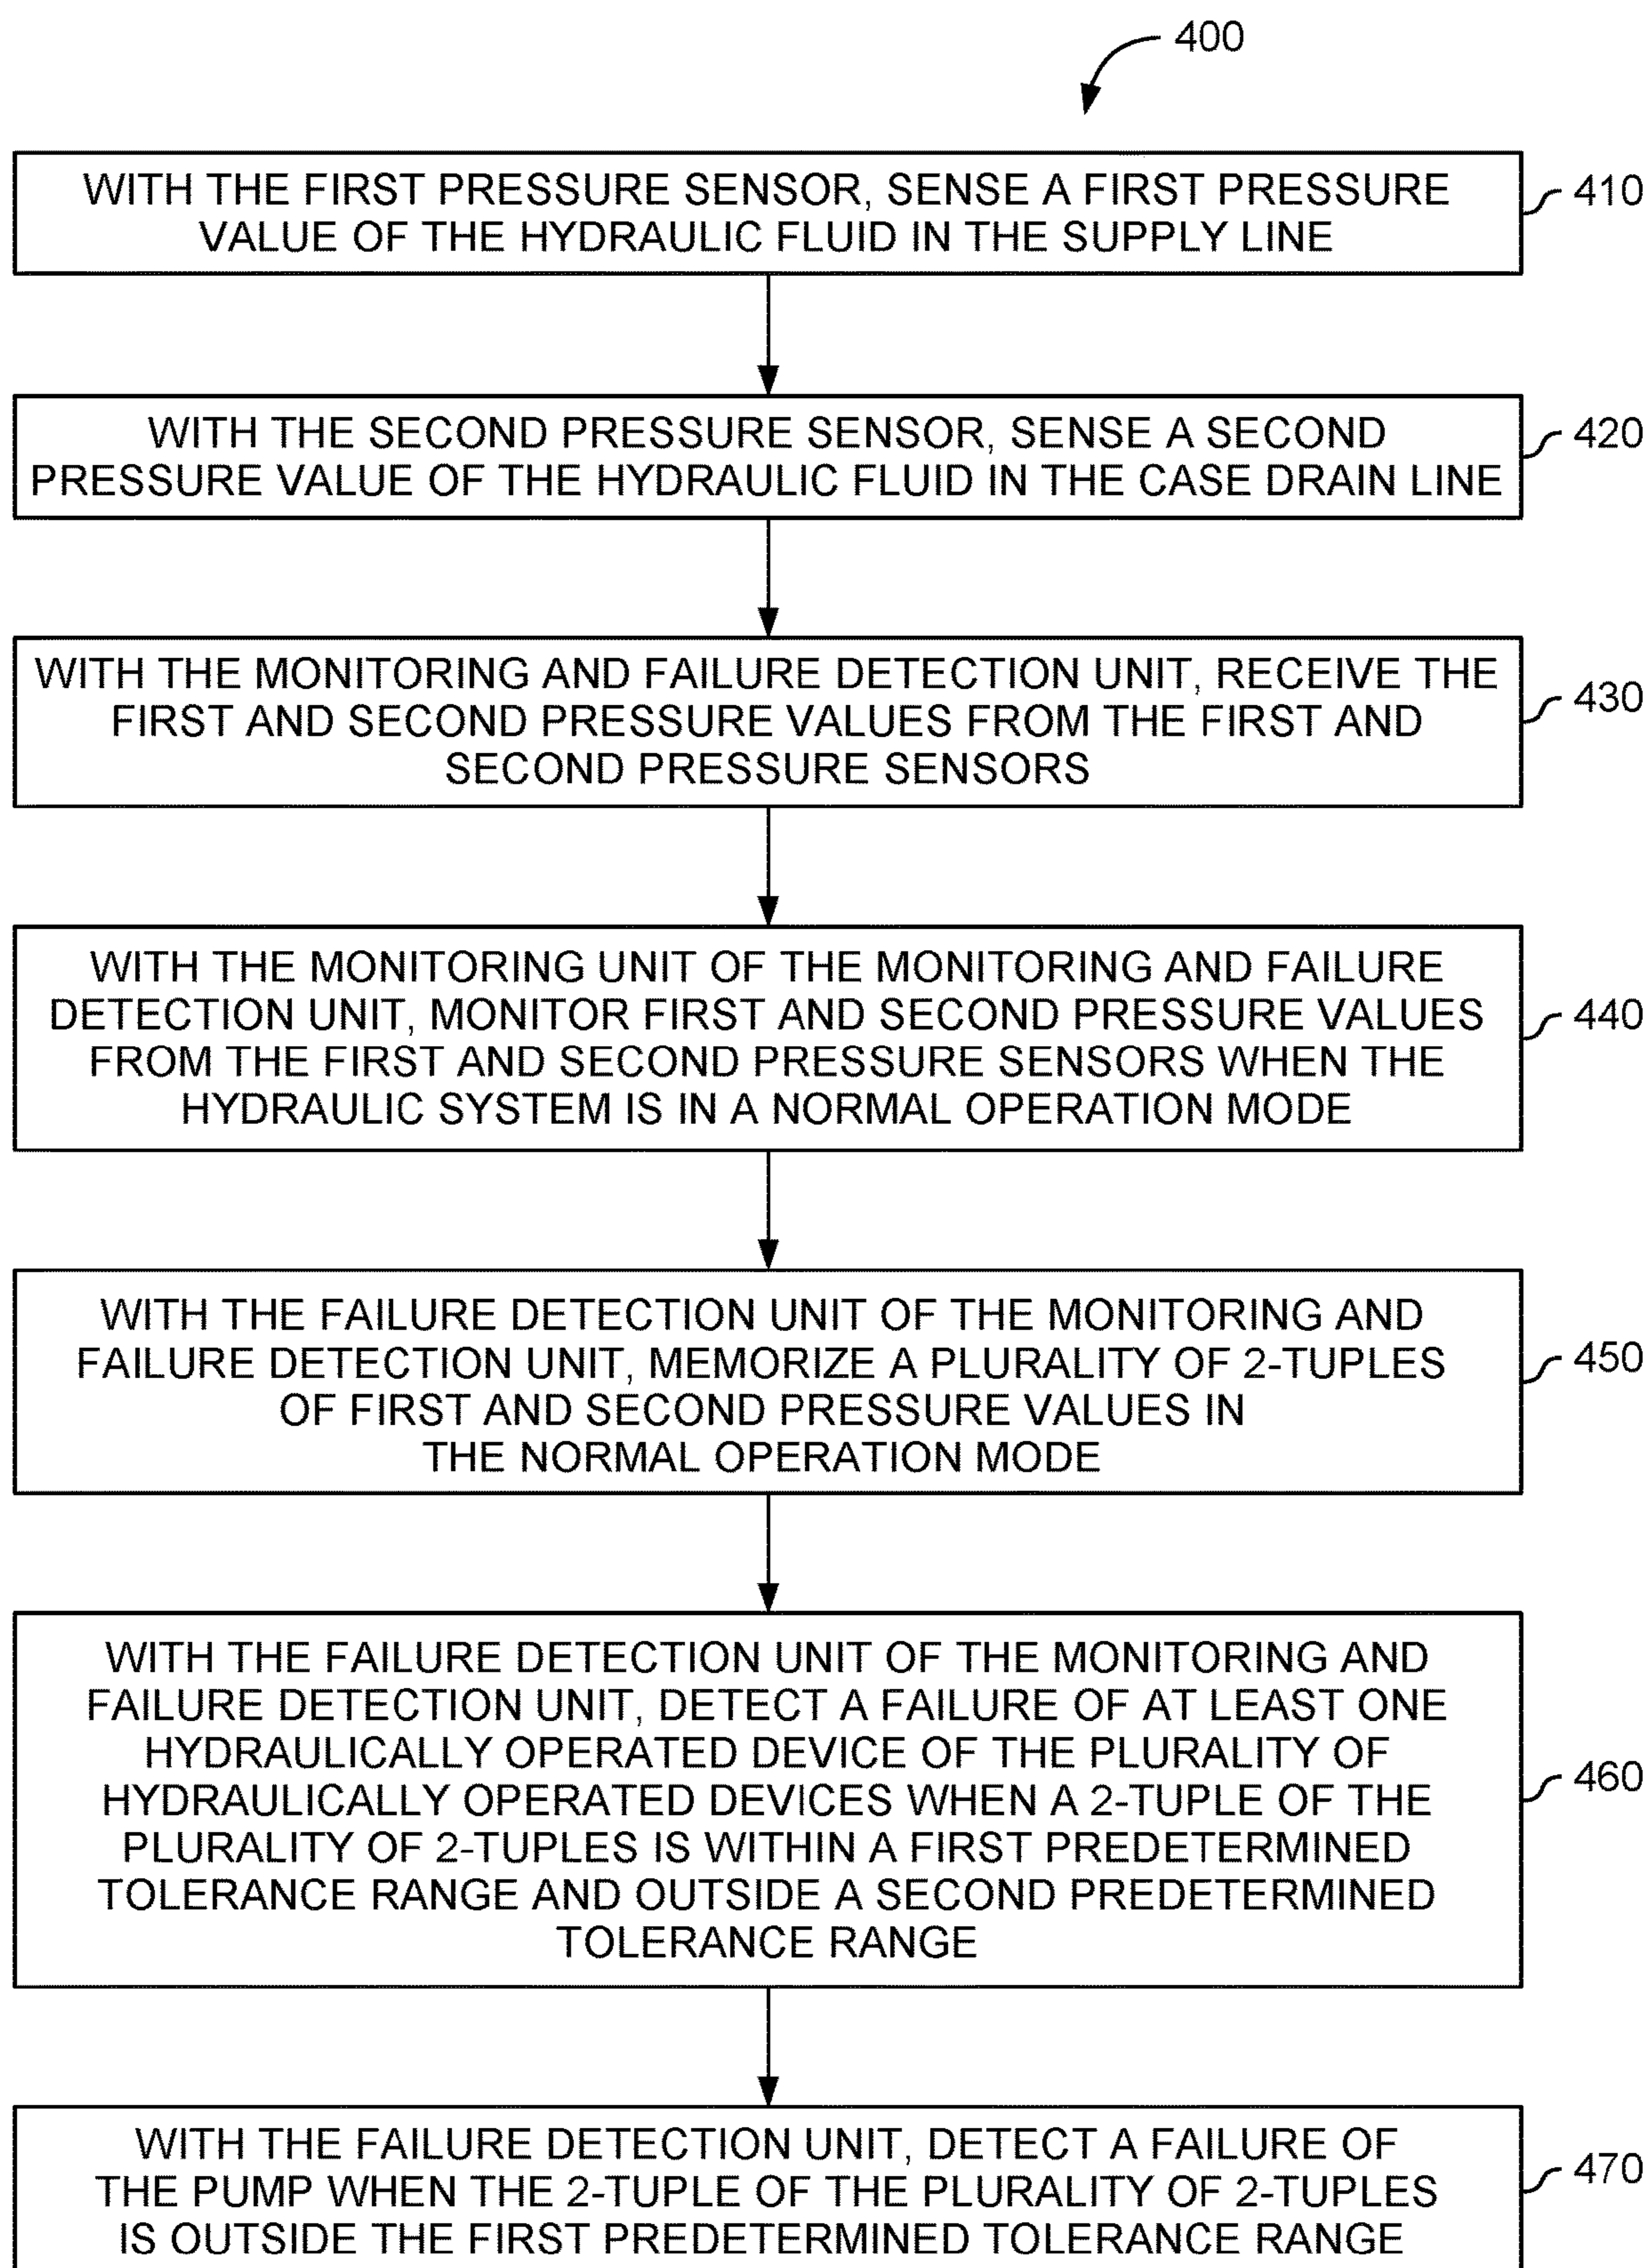 400
WITH THE FIRST PRESSURE SENSOR, SENSE A FIRST PRESSURE
VALUE OF THE HYDRAULIC FLUID IN THE SUPPLY LINE
410
WITH THE SECOND PRESSURE SENSOR, SENSE A SECOND
PRESSURE VALUE OF THE HYDRAULIC FLUID IN THE CASE DRAIN LINE
420
WITH THE MONITORING AND FAILURE DETECTION UNIT, RECEIVE THE
FIRST AND SECOND PRESSURE VALUES FROM THE FIRST AND
SECOND PRESSURE SENSORS
430
WITH THE MONITORING UNIT OF THE MONITORING AND FAILURE
DETECTION UNIT, MONITOR FIRST AND SECOND PRESSURE VALUES
FROM THE FIRST AND SECOND PRESSURE SENSORS WHEN THE
HYDRAULIC SYSTEM IS IN A NORMAL OPERATION MODE
440
WITH THE FAILURE DETECTION UNIT OF THE MONITORING AND
FAILURE DETECTION UNIT, MEMORIZE A PLURALITY OF 2-TUPLES
OF FIRST AND SECOND PRESSURE VALUES IN
THE NORMAL OPERATION MODE
450
WITH THE FAILURE DETECTION UNIT OF THE MONITORING AND
FAILURE DETECTION UNIT, DETECT A FAILURE OF AT LEAST ONE
HYDRAULICALLY OPERATED DEVICE OF THE PLURALITY OF
HYDRAULICALLY OPERATED DEVICES WHEN A 2-TUPLE OF THE
PLURALITY OF 2-TUPLES IS WITHIN A FIRST PREDETERMINED
TOLERANCE RANGE AND OUTSIDE A SECOND PREDETERMINED
TOLERANCE RANGE
460
WITH THE FAILURE DETECTION UNIT, DETECT A FAILURE OF
THE PUMP WHEN THE 2-TUPLE OF THE PLURALITY OF 2-TUPLES
IS OUTSIDE THE FIRST PREDETERMINED TOLERANCE RANGE
470